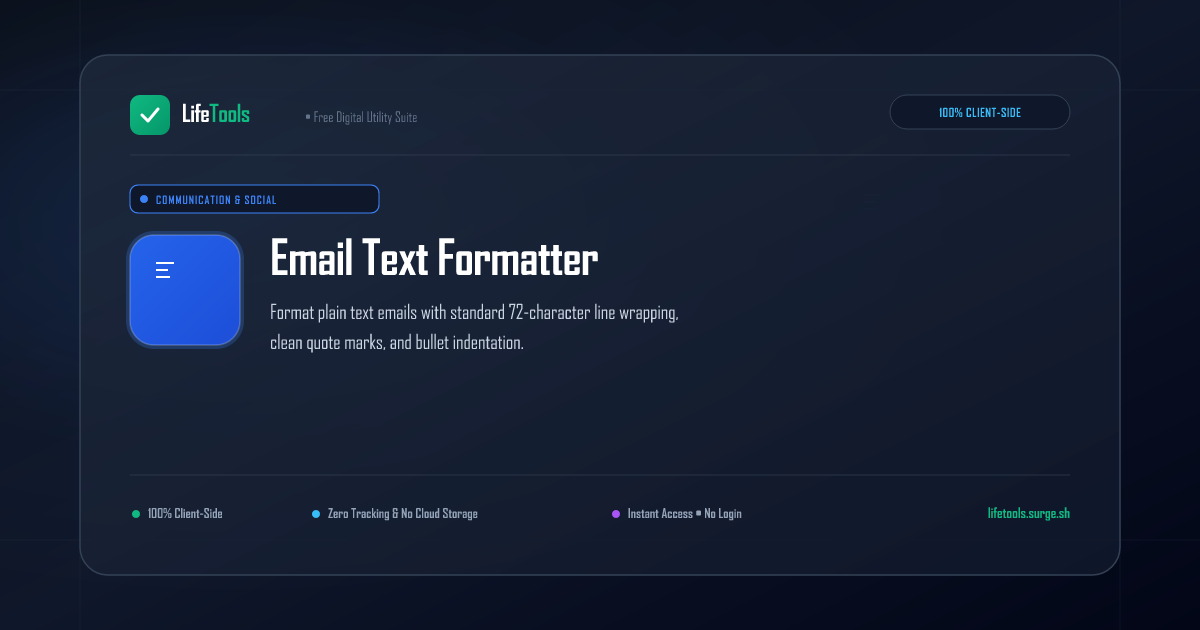 LifeTools
▪ Free Digital Utility Suite
100% CLIENT-SIDE
COMMUNICATION & SOCIAL
Email Text Formatter
Format plain text emails with standard 72-character line wrapping,
clean quote marks, and bullet indentation.
100% Client-Side
Zero Tracking & No Cloud Storage
Instant Access ▪ No Login
lifetools.surge.sh